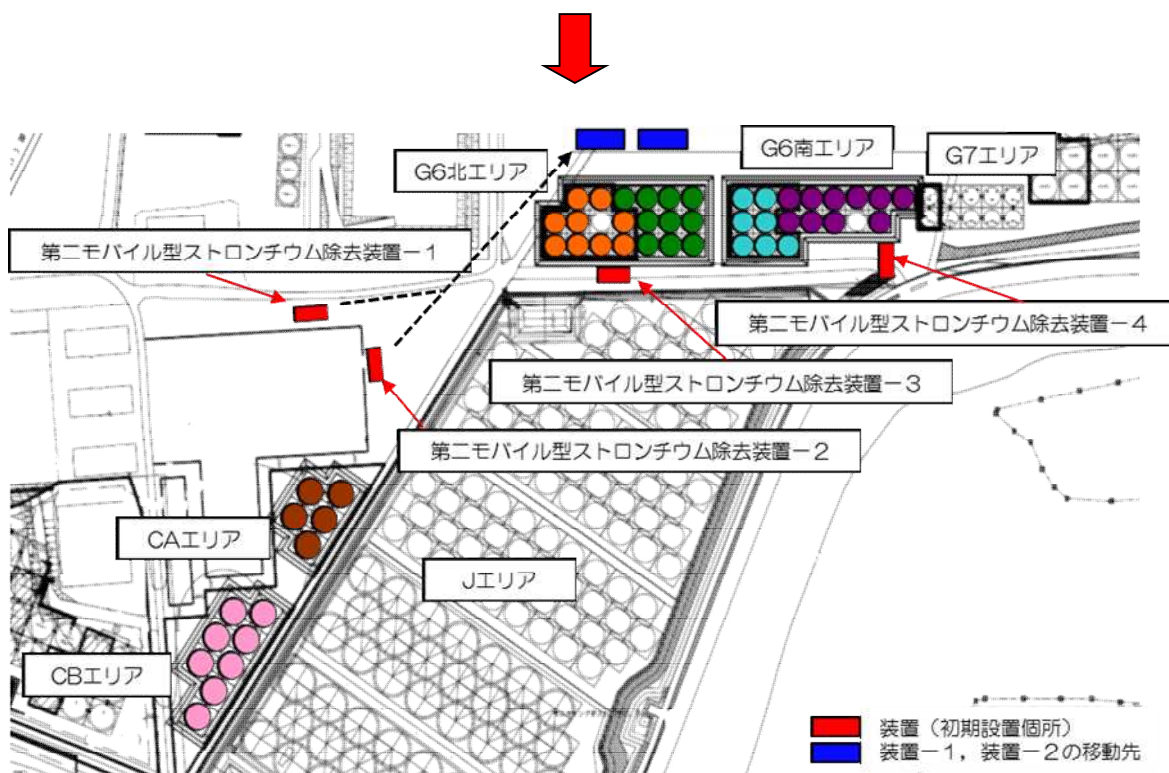 G6北エリア
G6南エリア
G7エリア
第二モバイル型ストロンチウム除去装置－1
第二モバイル型ストロンチウム除去装置－4
第二モバイル型ストロンチウム除去装置－3
第二モバイル型ストロンチウム除去装置－2
CAエリア
Jエリア
CBエリア
装置（初期設置個所）
装置－1，装置－2の移動先